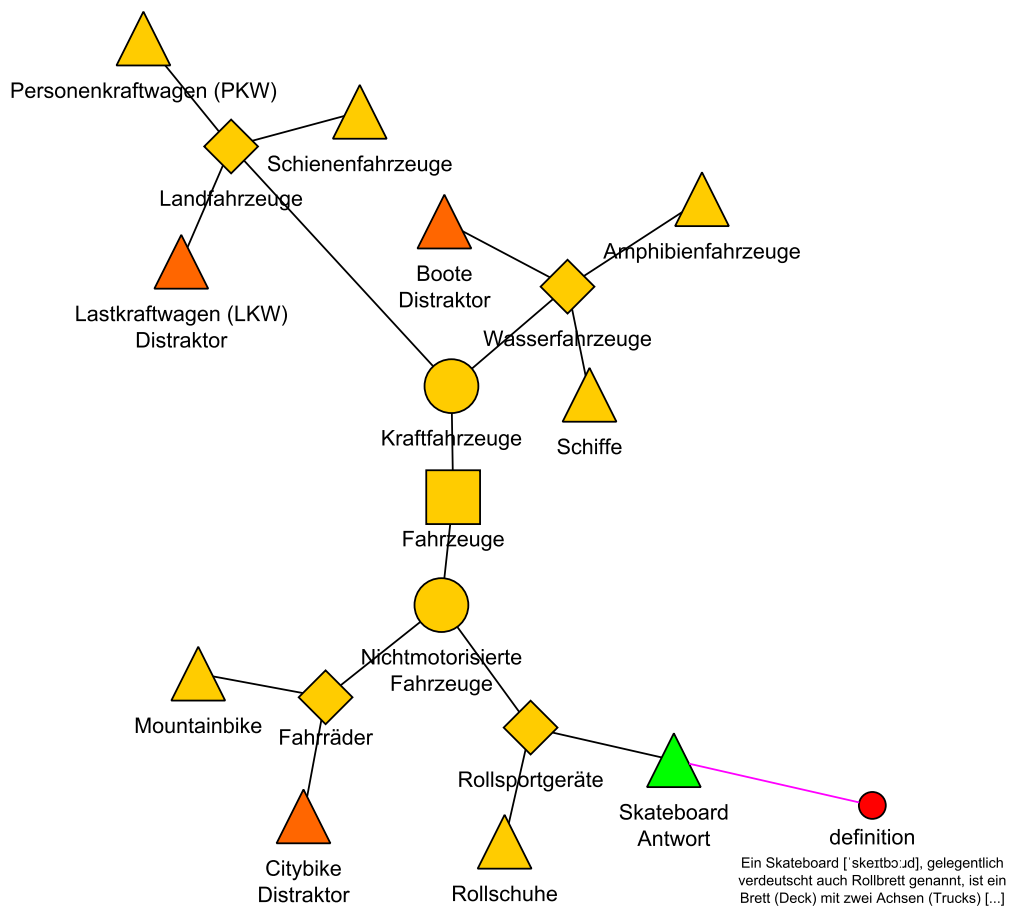 Personenkraftwagen (PKW)
Schienenfahrzeuge
Landfahrzeuge
Amphibienfahrzeuge
Boote
Distraktor
Lastkraftwagen (LKW)
Distraktor
Wasserfahrzeuge
Kraftfahrzeuge
Schiffe
Fahrzeuge
Nichtmotorisierte
Fahrzeuge
Mountainbike
Fahrräder
Rollsportgeräte
Skateboard
Antwort
definition
Ein Skateboard [ˈskeɪtbɔːɹd], gelegentlich
verdeutscht auch Rollbrett genannt, ist ein
Brett (Deck) mit zwei Achsen (Trucks) [...]
Citybike
Distraktor
Rollschuhe